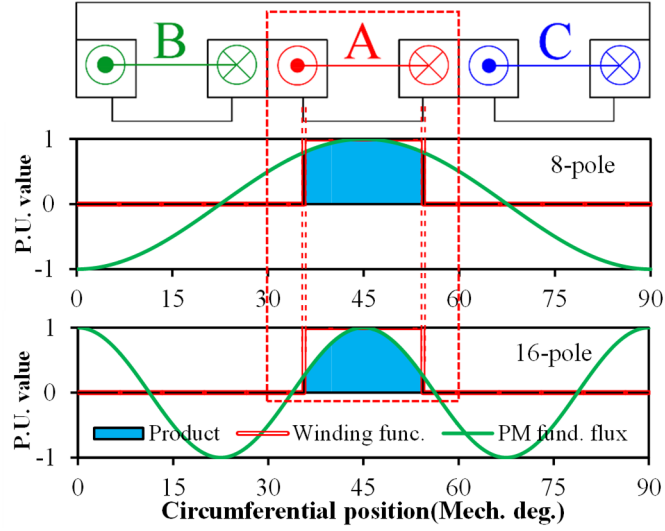 B A C
1
8-pole
0
-1
P.U. value
0 15 30 45 60 75 90
1
16-pole
0
-1
P.U. value
Product Winding func. PM fund. flux
0 15 30 45 60 75 90
Circumferential position(Mech. deg.)